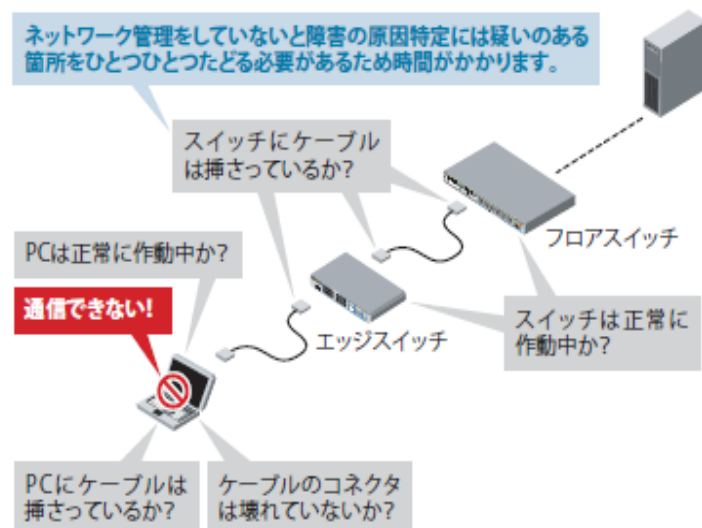 ネットワーク管理をしていないと障害の原因特定には疑いのある
箇所をひとつひとつたどる必要があるため時間がかかります。
スイッチにケーブル
は挿さっているか?
フロアスイッチ
PCは正常に作動中か?
通信できない!
エッジスイッチ
スイッチは正常に
作動中か?
PCにケーブルは
挿さっているか?
ケーブルのコネクタ
は壊れていないか?